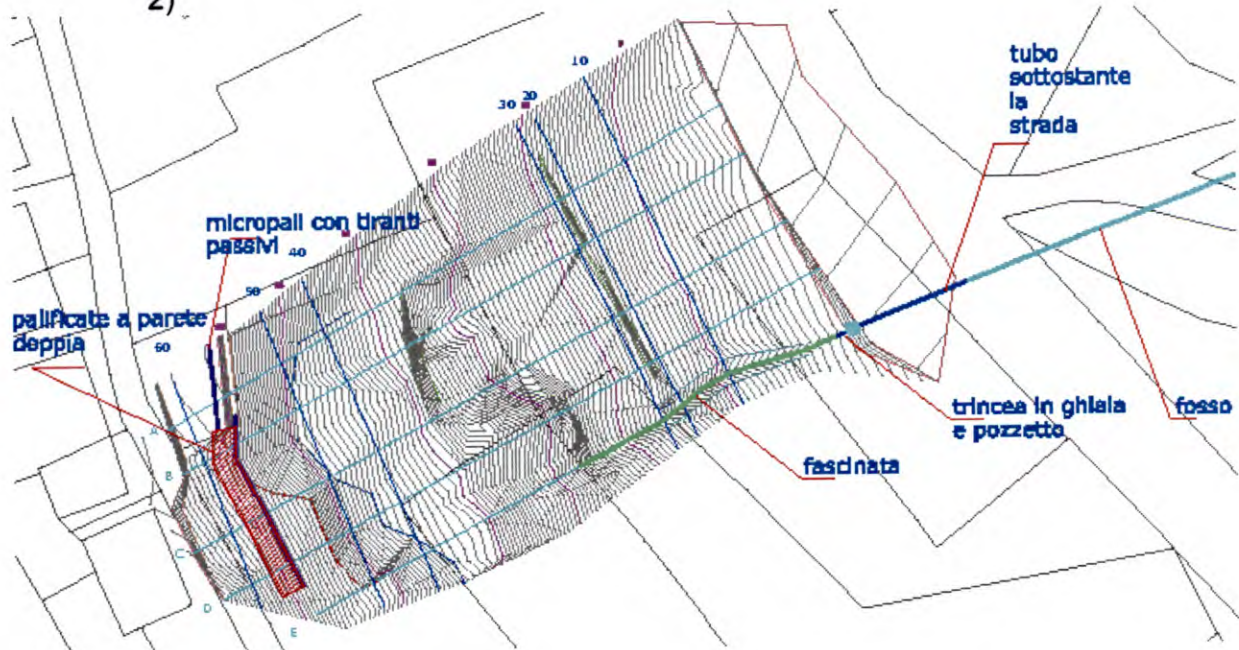 2)
tubo
sottostante
la
strada
10
20
30
micropali con tiranti
passivi
40
50
palificate a parete
doppia
60
trincea in ghiaia
e pozzetto
fosso
fascinata
A
B
C
D
E